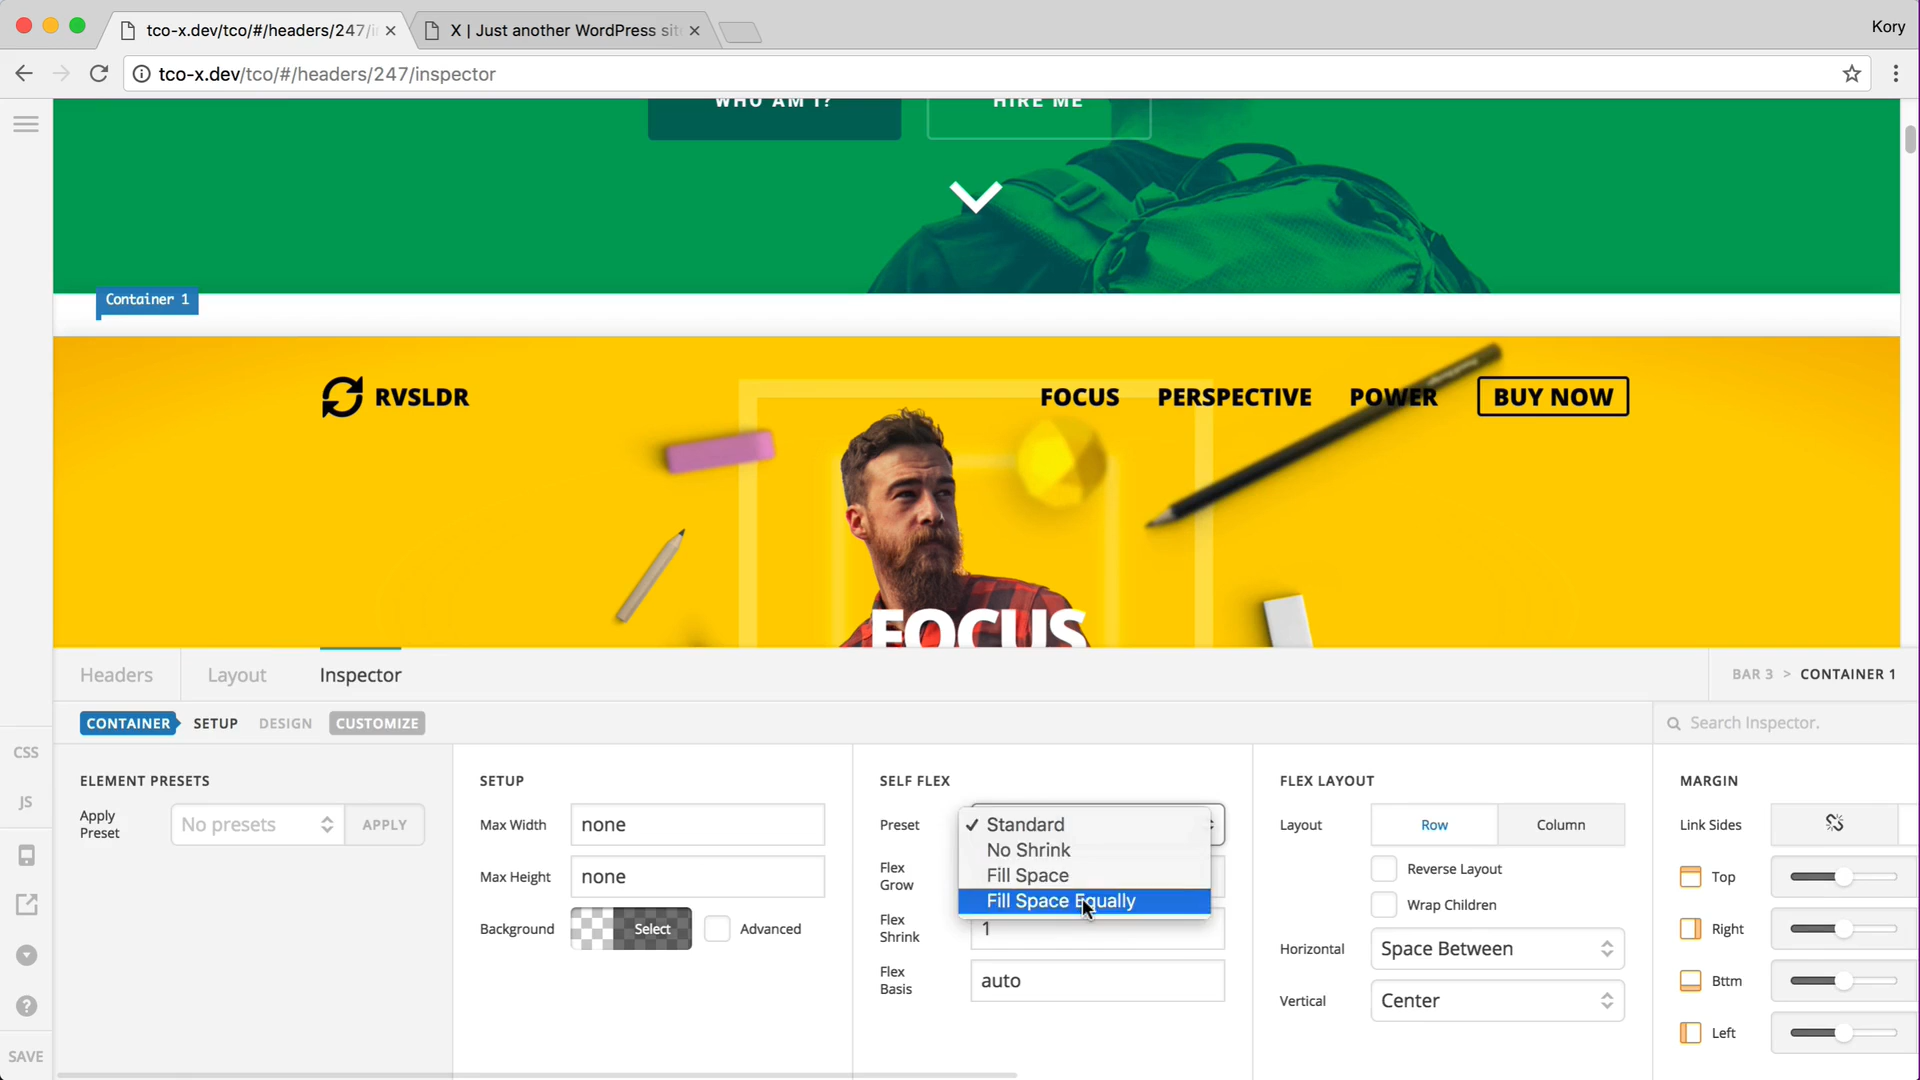 tco-x.dev/tco/#/headers/247/i
X | Just another WordPress sit
Kory
tco-x.dev/tco/#/headers/247/inspector
WHO AM I?
HIRE ME
Container 1
RVSLDR
FOCUS
PERSPECTIVE
POWER
BUY NOW
FOCUS
Headers
Layout
Inspector
BAR 3 > CONTAINER 1
CONTAINER
SETUP
DESIGN
CUSTOMIZE
Search Inspector.
CSS
JS
SAVE
ELEMENT PRESETS
Apply
Preset
No presets
APPLY
SETUP
Max Width
none
Max Height
none
Background
Select
Advanced
SELF FLEX
Preset
✓ Standard
No Shrink
Fill Space
Fill Space Equally
Flex
Grow
Flex
Shrink
1
Flex
Basis
auto
FLEX LAYOUT
Layout
Row
Column
Reverse Layout
Wrap Children
Horizontal
Space Between
Vertical
Center
MARGIN
Link Sides
Top
Right
Bttm
Left